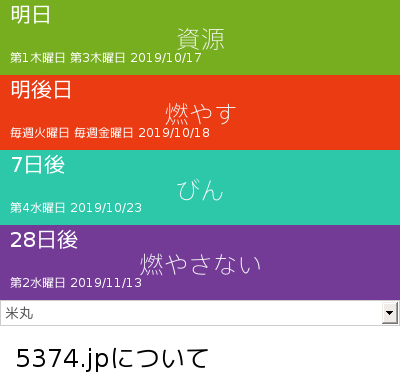 明日
資源
第1木曜日 第3木曜日 2019/10/17
明後日
燃やす
毎週火曜日 毎週金曜日 2019/10/18
7日後
びん
第4水曜日 2019/10/23
28日後
燃やさない
第2水曜日 2019/11/13
米丸
5374.jpについて